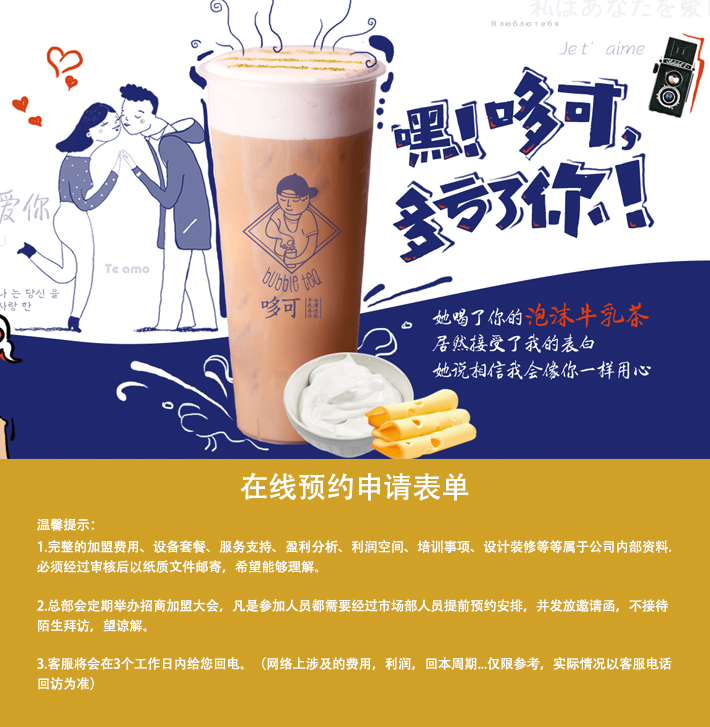 私はあなたを愛
Я люблю тебя
Je t' aime
嘿!哆可,
多亏了你!
爱你
Te amo
나 는 당신 을
사랑 한
bubble tea
哆可
她喝了你的泡沫牛乳茶
居然接受了我的表白
她说相信我会像你一样用心
在线预约申请表单
温馨提示：
1.完整的加盟费用、设备套餐、服务支持、盈利分析、利润空间、培训事项、设计装修等等属于公司内部资料.
必须经过审核后以纸质文件邮寄，希望能够理解。
2.总部会定期举办招商加盟大会，凡是参加人员都需要经过市场部人员提前预约安排，并发放邀请函，不接待
陌生拜访，望谅解。
3.客服将会在3个工作日内给您回电。（网络上涉及的费用，利润，回本周期...仅限参考，实际情况以客服电话
回访为准）